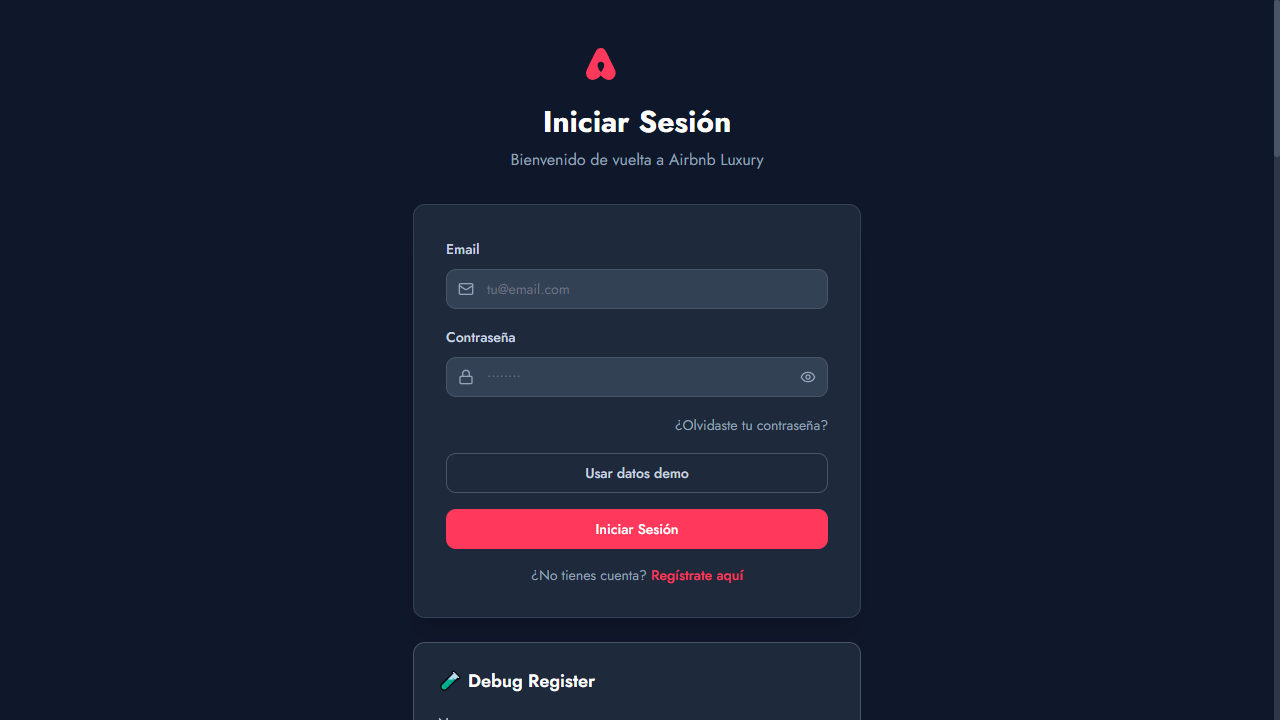 Iniciar Sesión
Bienvenido de vuelta a Airbnb Luxury
Email
tu@email.com
Contraseña
········
¿Olvidaste tu contraseña?
Usar datos demo
Iniciar Sesión
¿No tienes cuenta? Regístrate aquí
Debug Register